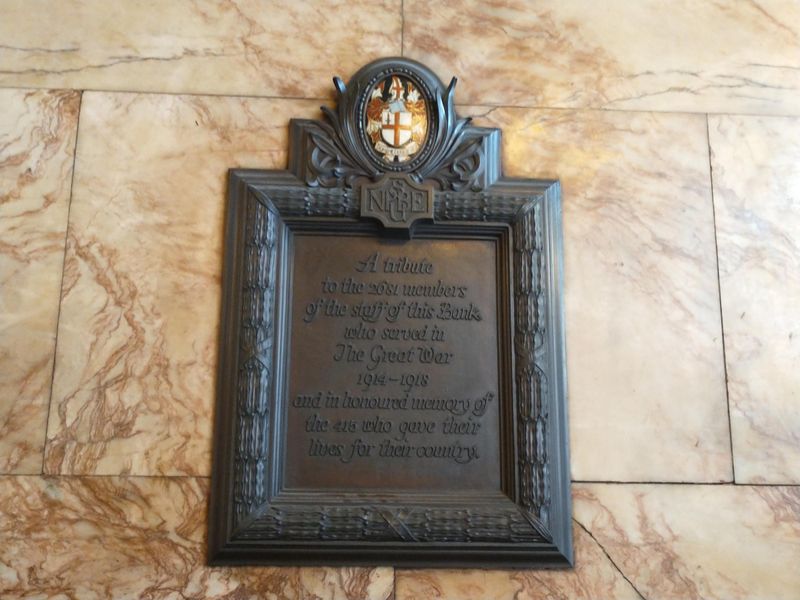 A tribute
to the 2681 members
of the staff of this Bank,
who served in
The Great War
1914–1918
and in honoured memory of
the 415 who gave their
lives for their country.